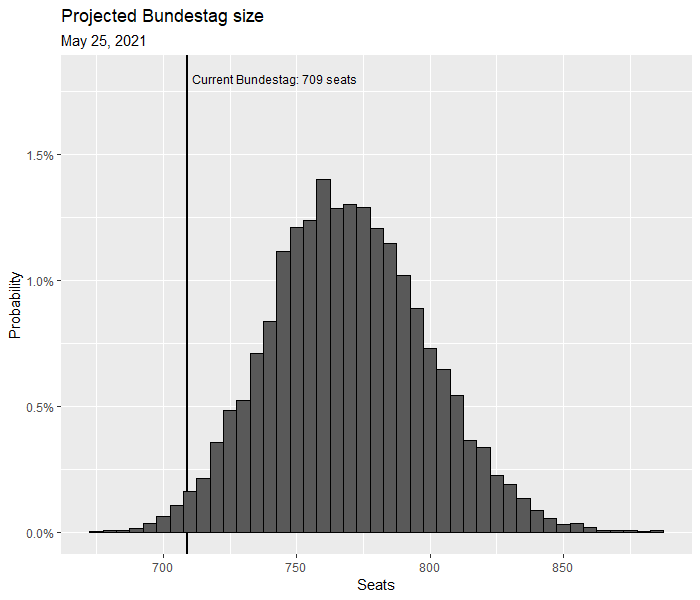 Projected Bundestag size
May 25, 2021
Current Bundestag: 709 seats
1.5%
1.0%
0.5%
0.0%
Probability
700
750
800
850
Seats